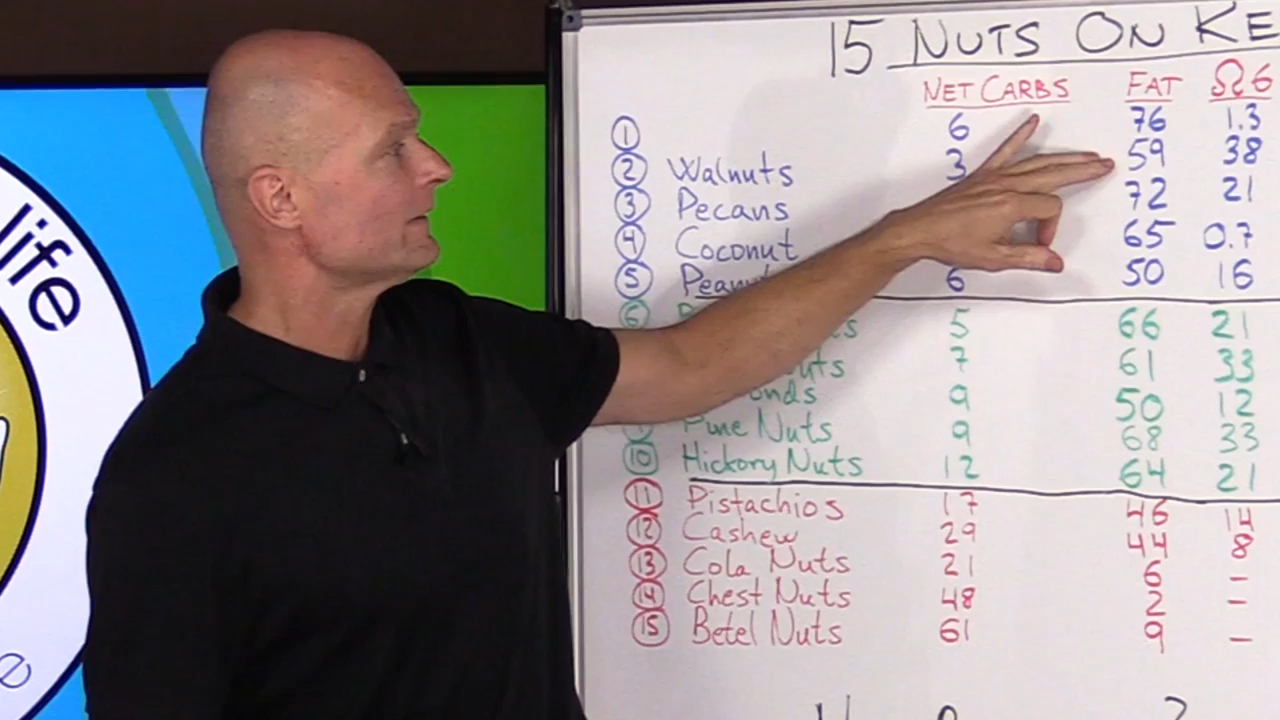 15 NUTS ON KE
NET CARBS FAT Ω6
1 6 76 1.3
2 Walnuts 3 59 38
3 Pecans 72 21
4 Coconut 65 0.7
5 6 50 16
6 5 66 21
7 61 33
9 50 12
Pine Nuts 9 68 33
10 Hickory Nuts 12 64 21
11 Pistachios 17 46 14
12 Cashew 29 44 8
13 Cola Nuts 21 6 -
14 Chest Nuts 48 2 -
15 Betel Nuts 61 9 -
life